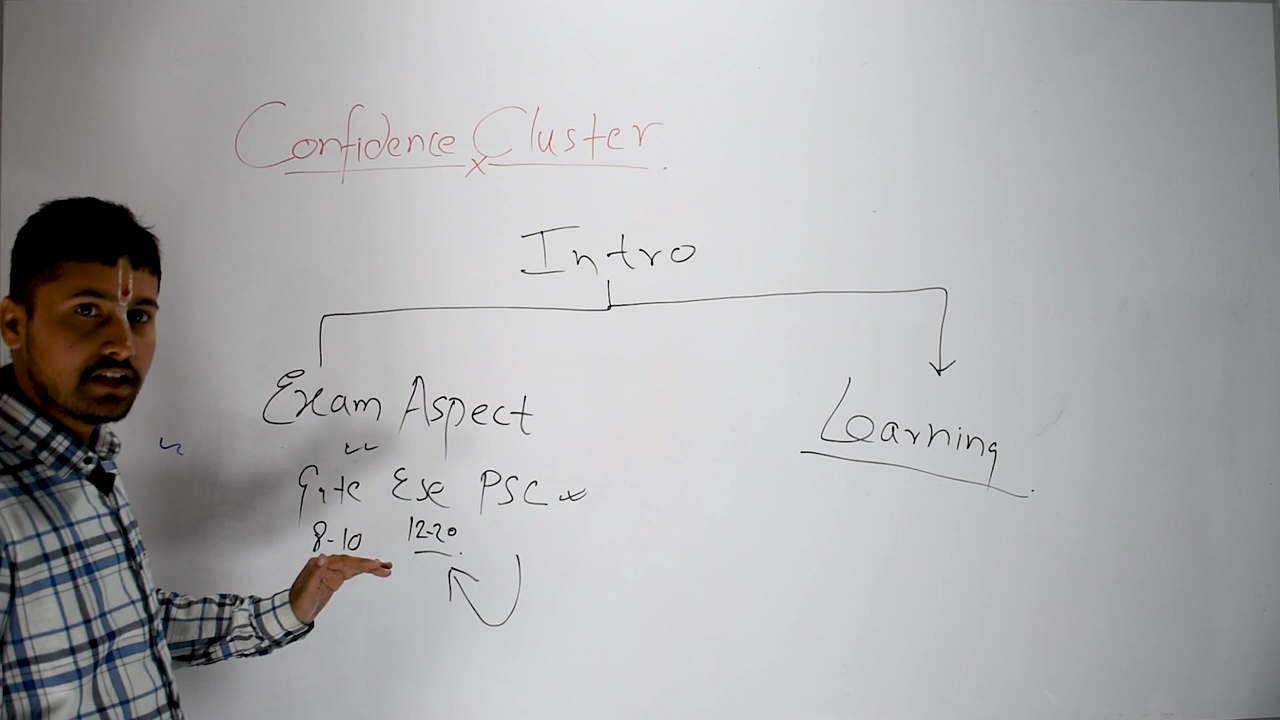 Confidence Cluster
Intro
Exam Aspect
Learning
Gate Ese PSC
8-10 12-20